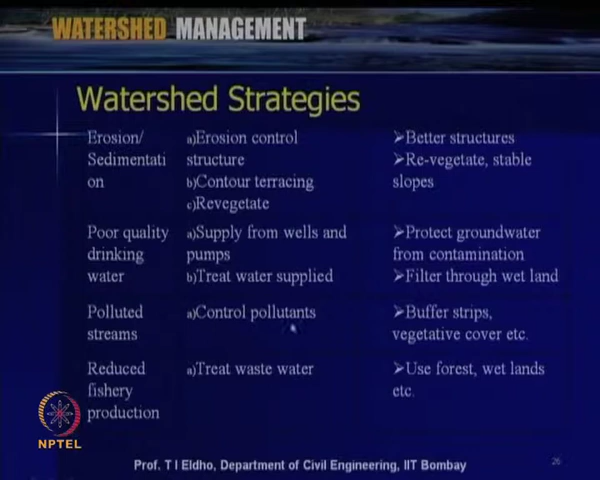 WATERSHED MANAGEMENT
Watershed Strategies
Erosion/
Sedimentati
on
a)Erosion control
structure
b)Contour terracing
c)Revegetate
➢Better structures
➢Re-vegetate, stable
slopes
Poor quality
drinking
water
a)Supply from wells and
pumps
b)Treat water supplied
➢Protect groundwater
from contamination
➢Filter through wet land
Polluted
streams
a)Control pollutants
➢Buffer strips,
vegetative cover etc.
Reduced
fishery
production
a)Treat waste water
➢Use forest, wet lands
etc.
NPTEL
Prof. T I Eldho, Department of Civil Engineering, IIT Bombay
26